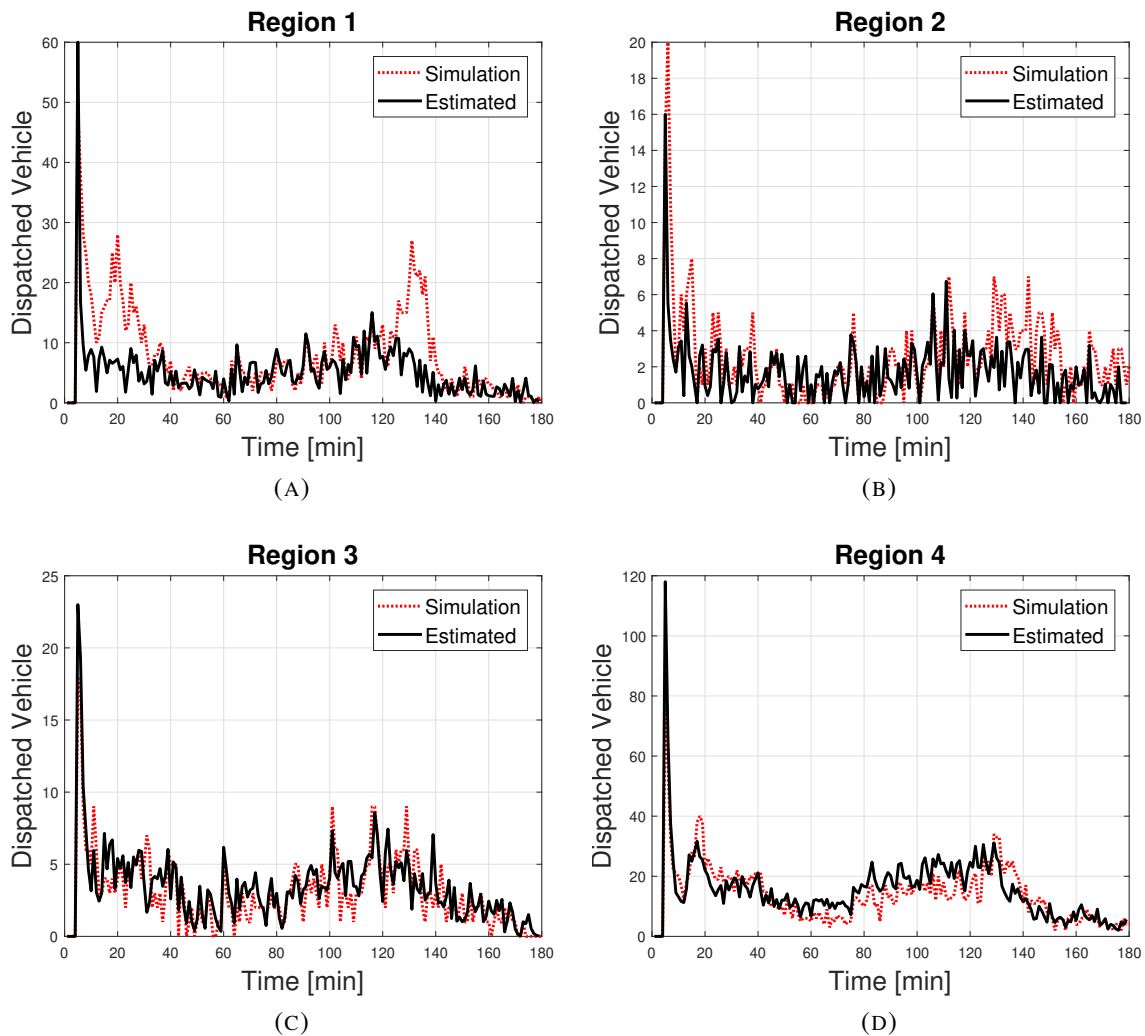 Region 1
60
50
40
30
20
10
0
Dispatched Vehicle
Simulation
Estimated
0 20 40 60 80 100 120 140 160 180
Time [min]
(A)
Region 2
20
18
16
14
12
10
8
6
4
2
0
Dispatched Vehicle
Simulation
Estimated
0 20 40 60 80 100 120 140 160 180
Time [min]
(B)
Region 3
25
20
15
10
5
0
Dispatched Vehicle
Simulation
Estimated
0 20 40 60 80 100 120 140 160 180
Time [min]
(C)
Region 4
120
100
80
60
40
20
0
Dispatched Vehicle
Simulation
Estimated
0 20 40 60 80 100 120 140 160 180
Time [min]
(D)